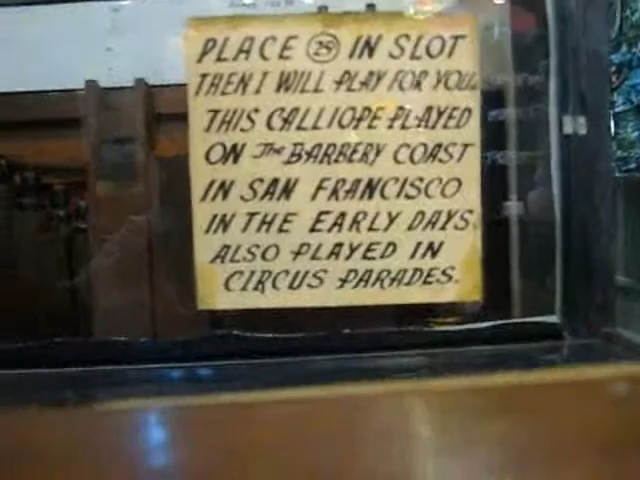 PLACE 25 IN SLOT
THEN I WILL PLAY FOR YOU.
THIS CALLIOPE PLAYED
ON The BARBERY COAST
IN SAN FRANCISCO
IN THE EARLY DAYS.
ALSO PLAYED IN
CIRCUS PARADES.